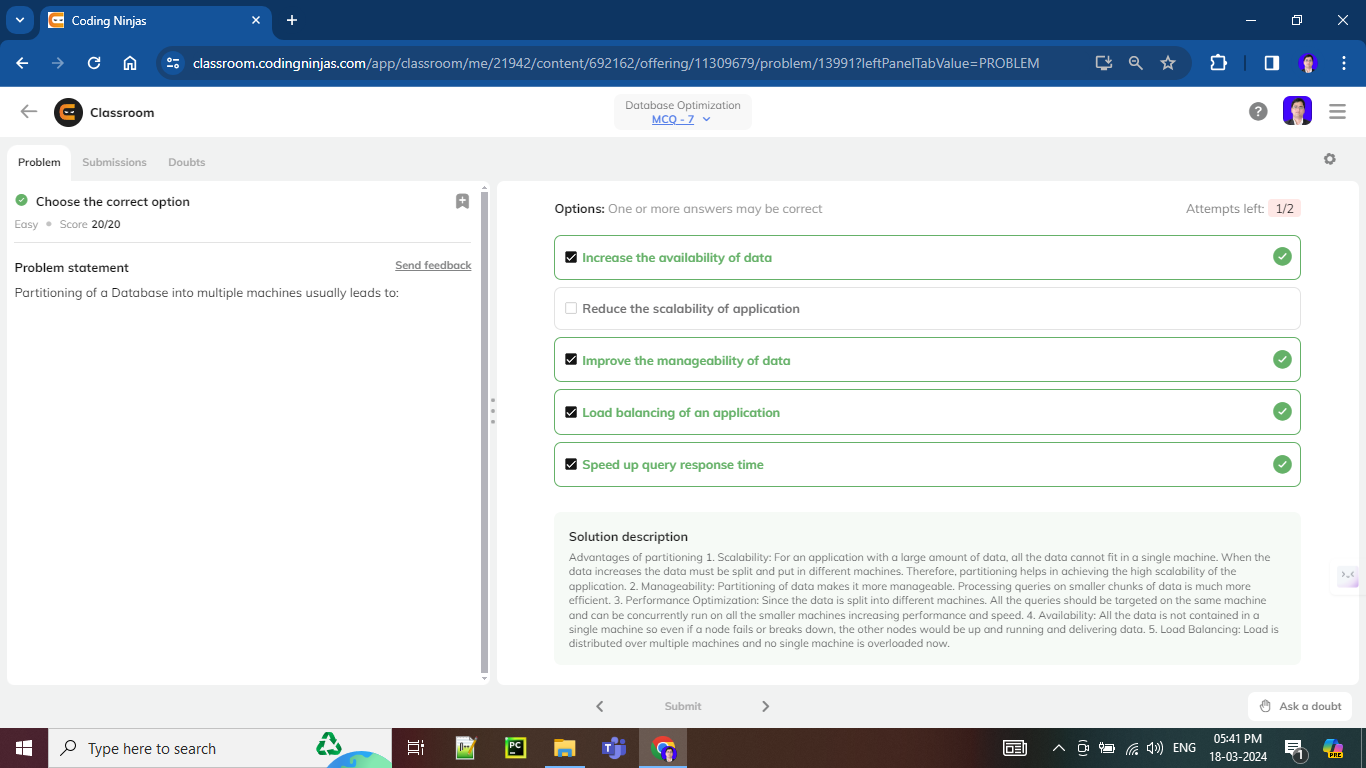 Coding Ninjas
classroom.codingninjas.com/app/classroom/me/21942/content/692162/offering/11309679/problem/13991?leftPanelTabValue=PROBLEM
Classroom
Database Optimization
MCQ - 7
Problem
Submissions
Doubts
Choose the correct option
Easy
Score 20/20
Problem statement
Send feedback
Partitioning of a Database into multiple machines usually leads to:
Options: One or more answers may be correct
Attempts left: 1/2
Increase the availability of data
Reduce the scalability of application
Improve the manageability of data
Load balancing of an application
Speed up query response time
Solution description
Advantages of partitioning 1. Scalability: For an application with a large amount of data, all the data cannot fit in a single machine. When the
data increases the data must be split and put in different machines. Therefore, partitioning helps in achieving the high scalability of the
application. 2. Manageability: Partitioning of data makes it more manageable. Processing queries on smaller chunks of data is much more
efficient. 3. Performance Optimization: Since the data is split into different machines. All the queries should be targeted on the same machine
and can be concurrently run on all the smaller machines increasing performance and speed. 4. Availability: All the data is not contained in a
single machine so even if a node fails or breaks down, the other nodes would be up and running and delivering data. 5. Load Balancing: Load is
distributed over multiple machines and no single machine is overloaded now.
Submit
Ask a doubt
Type here to search
PC
ENG
05:41 PM
18-03-2024
1
PRE